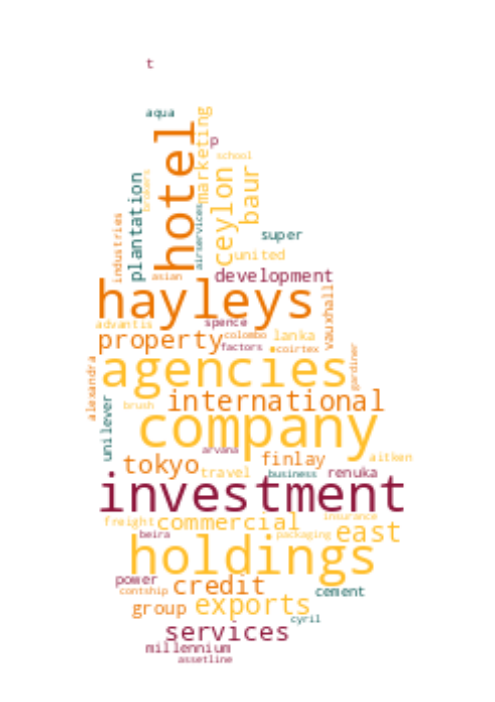 t
aqua
hotel
marketing
p
school
brokers
plantation
ceylon
baur
airservices
industries
super
united
asian
development
hayleys
vauxhall
advantis
spence
property
colombo
lanka
factors
coirtex
gardiner
alexandra
agencies
international
brush
unilever
company
arvana
tokyo
finlay
aitken
travel
business
renuka
investment
freight
commercial
insurance
east
beira
packaging
holdings
power
credit
contship
cement
group
exports
cyril
services
millennium
assetline